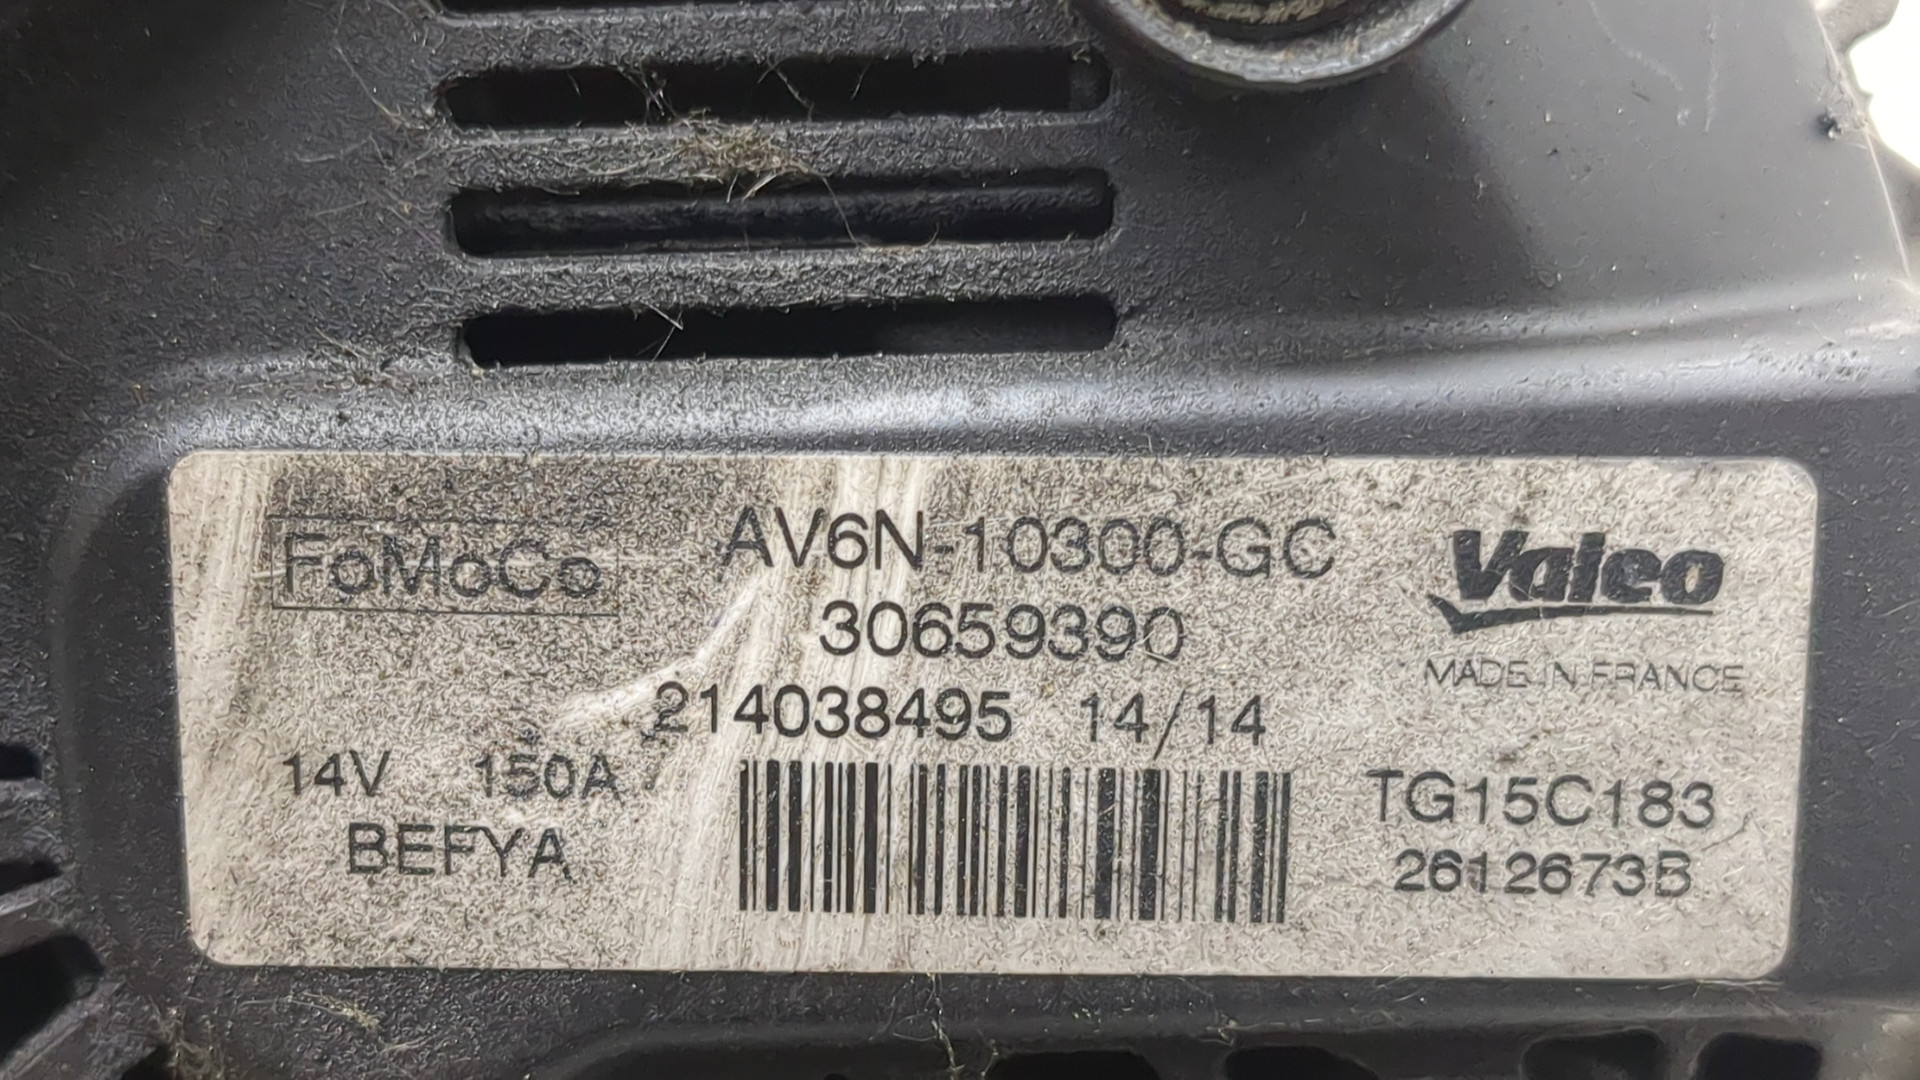 FoMoCo
AV6N-10300-GC
30659390
214038495 14/14
Valeo
MADE IN FRANCE
14V 150A
BEFYA
TG15C183
2612673B